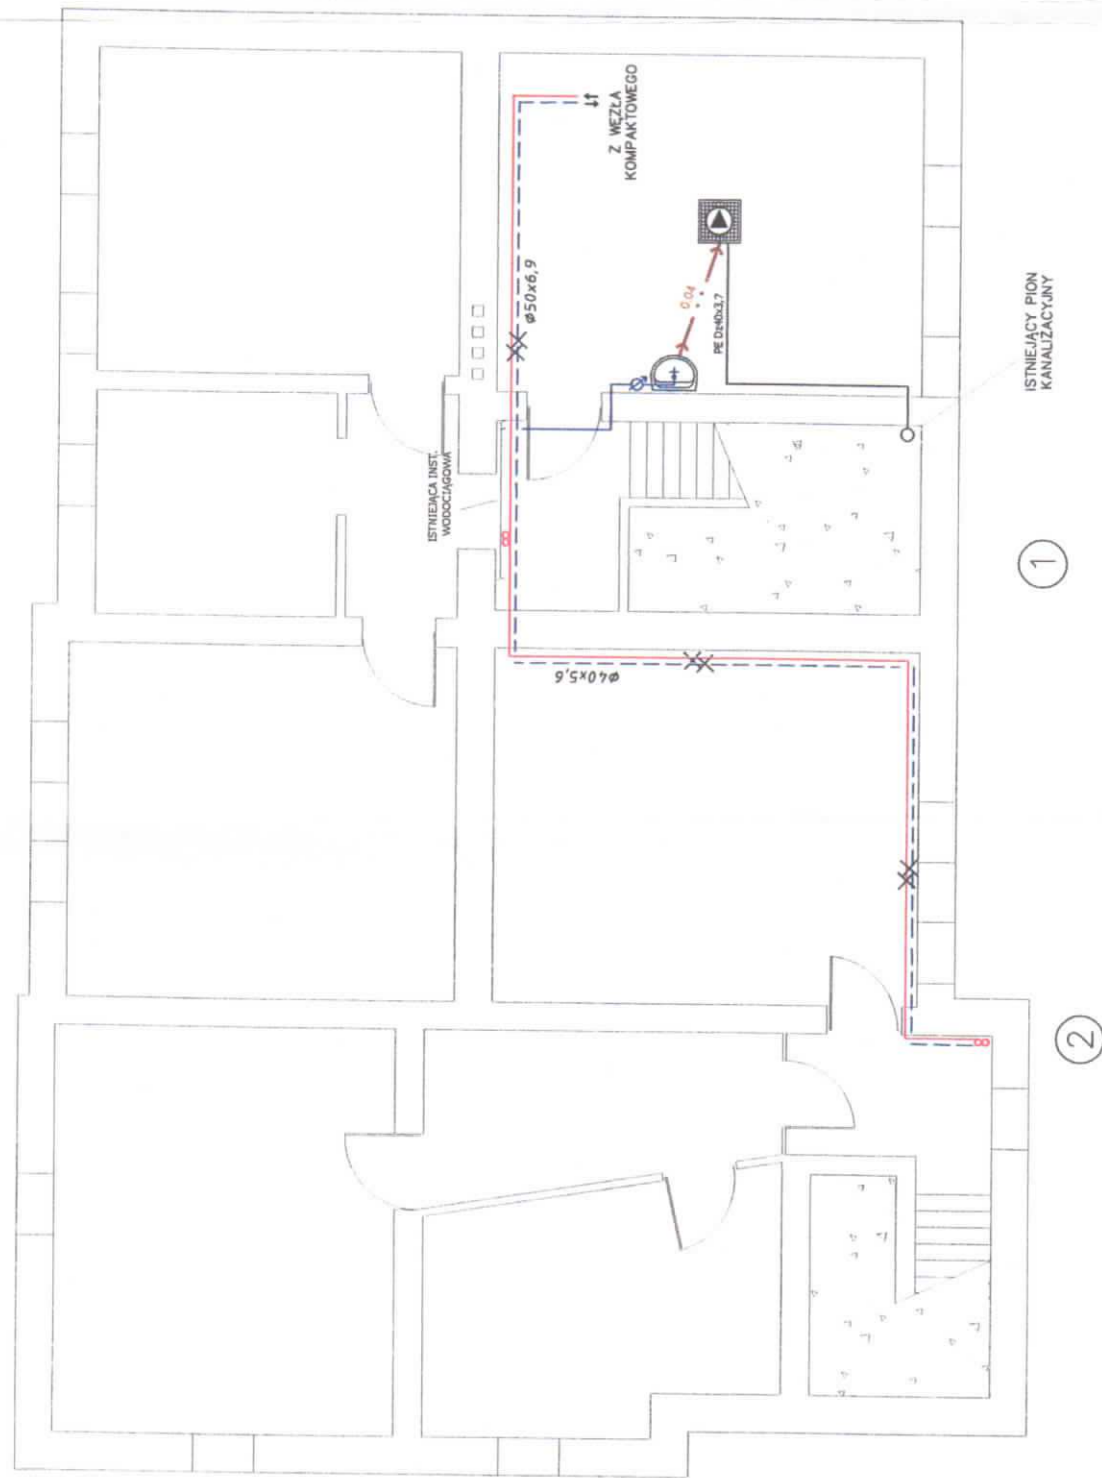 Z WĘZŁA
KOMPAKTOWEGO
ø50x6,9
0.04
PE Dz40x3,7
ISTNIEJĄCY PION
KANALIZACYJNY
ISTNIEJĄCA INST.
WODOCIĄGOWA
ø40x5,6
1
2